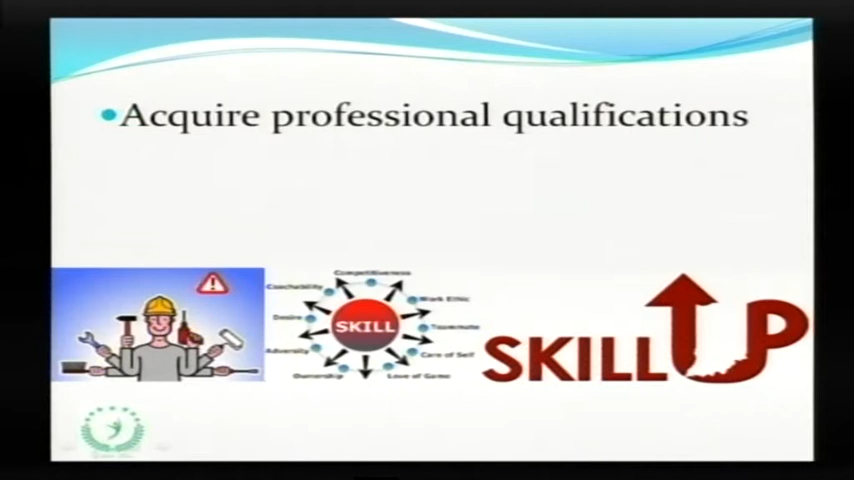 •Acquire professional qualifications
Competitiveness
Coachability
Work Ethic
Desire
SKILL
Teammate
Adversity
Care of Self
Ownership
Love of Game
SKILL UP